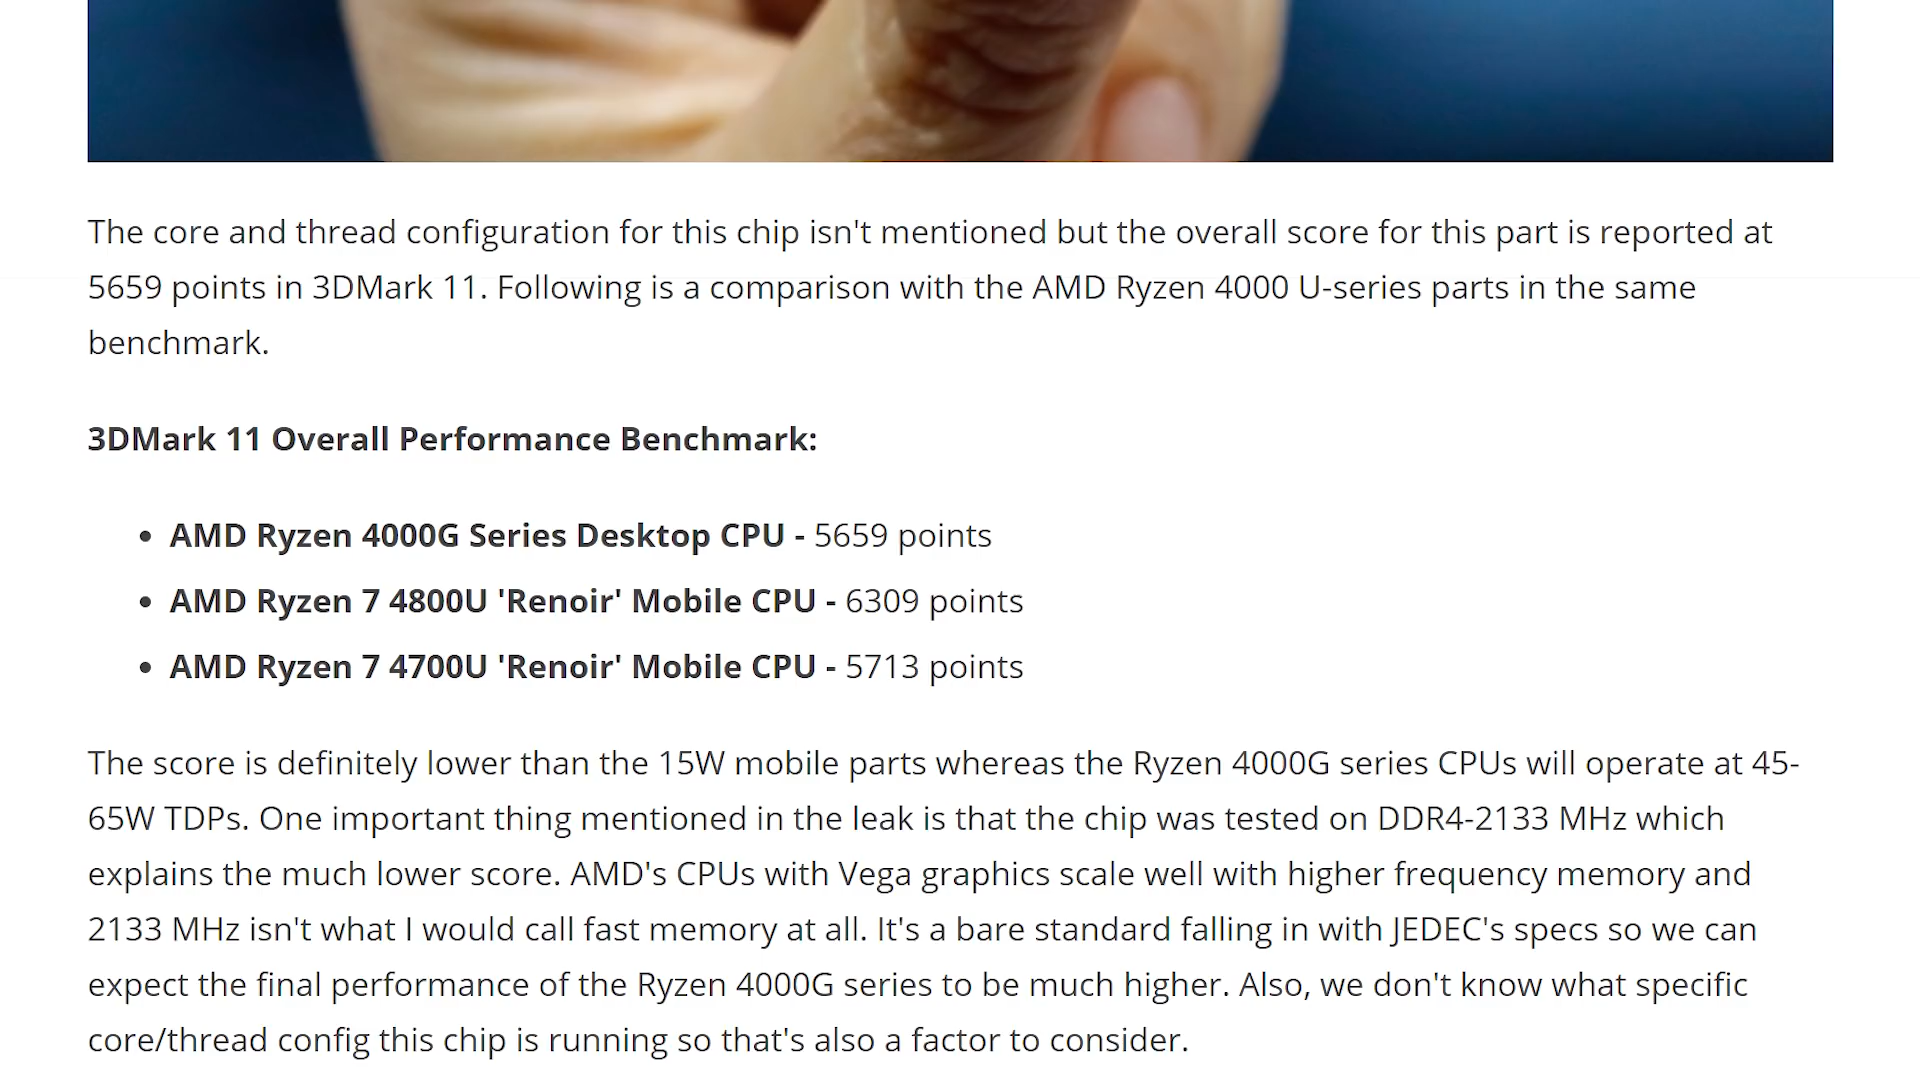 The core and thread configuration for this chip isn't mentioned but the overall score for this part is reported at
5659 points in 3DMark 11. Following is a comparison with the AMD Ryzen 4000 U-series parts in the same
benchmark.
3DMark 11 Overall Performance Benchmark:
• AMD Ryzen 4000G Series Desktop CPU - 5659 points
• AMD Ryzen 7 4800U 'Renoir' Mobile CPU - 6309 points
• AMD Ryzen 7 4700U 'Renoir' Mobile CPU - 5713 points
The score is definitely lower than the 15W mobile parts whereas the Ryzen 4000G series CPUs will operate at 45-
65W TDPs. One important thing mentioned in the leak is that the chip was tested on DDR4-2133 MHz which
explains the much lower score. AMD's CPUs with Vega graphics scale well with higher frequency memory and
2133 MHz isn't what I would call fast memory at all. It's a bare standard falling in with JEDEC's specs so we can
expect the final performance of the Ryzen 4000G series to be much higher. Also, we don't know what specific
core/thread config this chip is running so that's also a factor to consider.